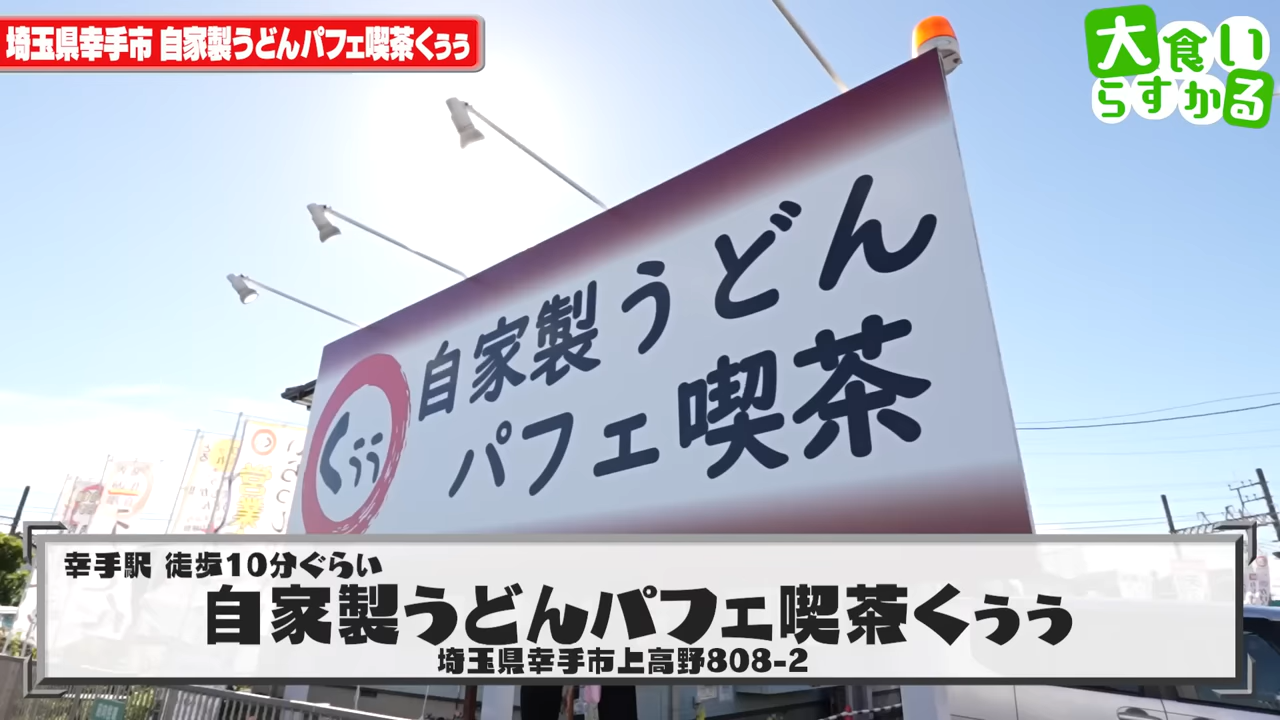 埼玉県幸手市 自家製うどんパフェ喫茶くぅぅ
大食い
らすかる
自家製うどん
パフェ喫茶
くぅぅ
営業
幸手駅 徒歩10分ぐらい
自家製うどんパフェ喫茶くぅぅ
埼玉県幸手市上高野808-2